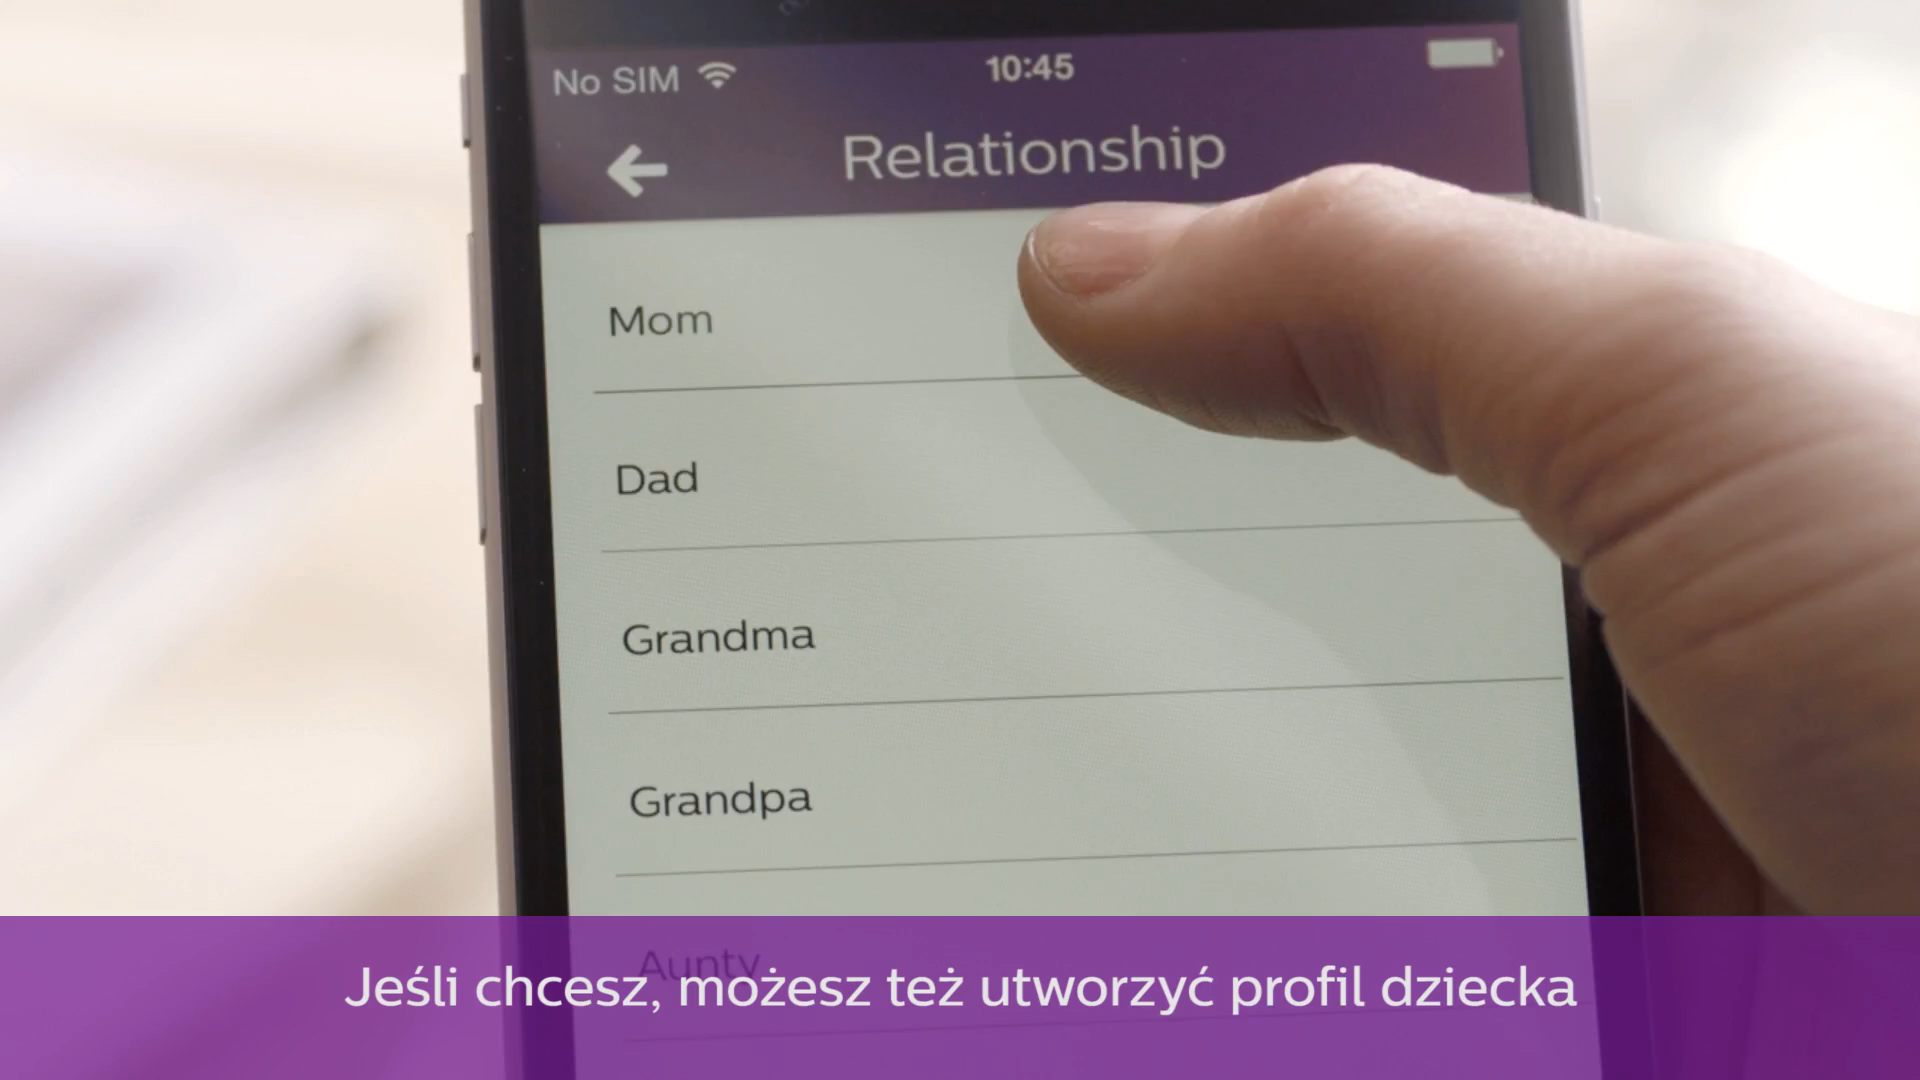 No SIM
10:45
Relationship
Mom
Dad
Grandma
Grandpa
Aunty
Jeśli chcesz, możesz też utworzyć profil dziecka